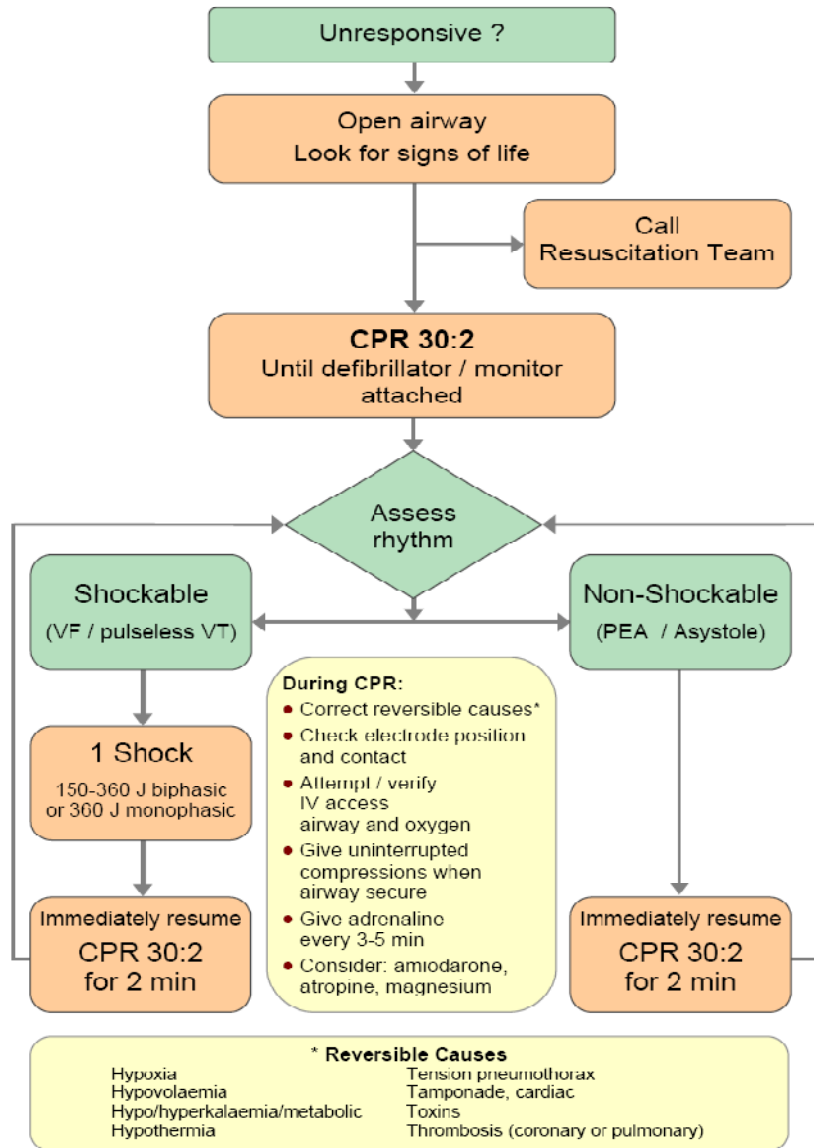 Unresponsive ?
Open airway
Look for signs of life
Call
Resuscitation Team
CPR 30:2
Until defibrillator / monitor
attached
Assess
rhythm
Shockable
(VF / pulseless VT)
Non-Shockable
(PEA / Asystole)
1 Shock
150-360 J biphasic
or 360 J monophasic
Immediately resume
CPR 30:2
for 2 min
During CPR:
• Correct reversible causes*
• Check electrode position
and contact
• Attempt / verify
IV access
airway and oxygen
• Give uninterrupted
compressions when
airway secure
• Give adrenaline
every 3-5 min
• Consider: amiodarone,
atropine, magnesium
Immediately resume
CPR 30:2
for 2 min
* Reversible Causes
Hypoxia Tension pneumothorax
Hypovolaemia Tamponade, cardiac
Hypo/hyperkalaemia/metabolic Toxins
Hypothermia Thrombosis (coronary or pulmonary)